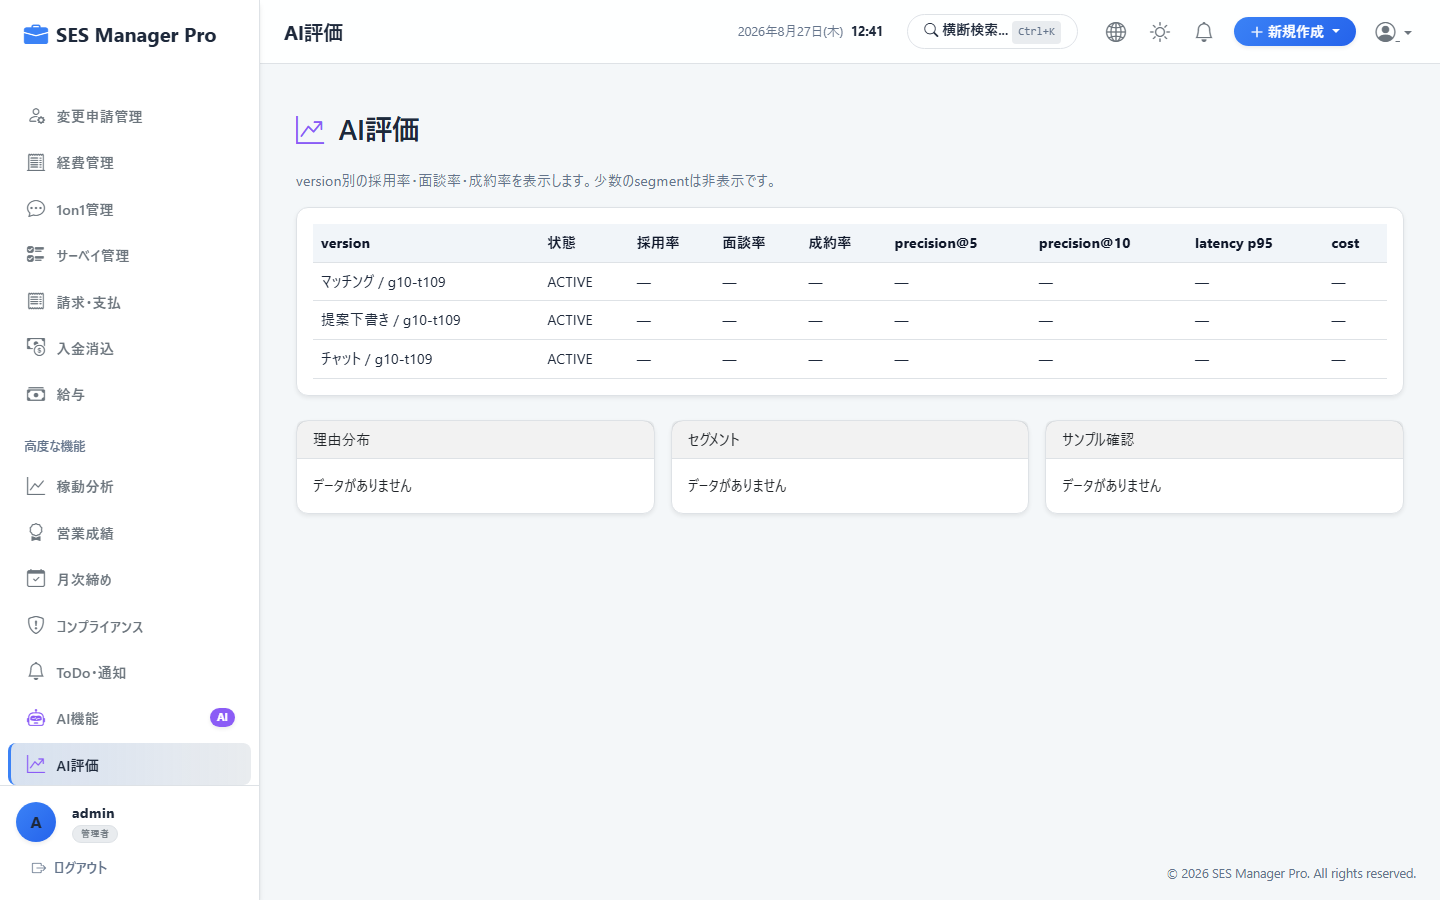 SES Manager Pro
AI評価
2026年8月27日(木) 12:41
横断検索... Ctrl+K
新規作成
変更申請管理
経費管理
1on1管理
サーベイ管理
請求・支払
入金消込
給与
高度な機能
稼動分析
営業成績
月次締め
コンプライアンス
ToDo・通知
AI機能 AI
AI評価
A
admin
管理者
ログアウト
AI評価
version別の採用率・面談率・成約率を表示します。少数のsegmentは非表示です。
version 状態 採用率 面談率 成約率 precision@5 precision@10 latency p95 cost
マッチング / g10-t109 ACTIVE — — — — — — —
提案下書き / g10-t109 ACTIVE — — — — — — —
チャット / g10-t109 ACTIVE — — — — — — —
理由分布
データがありません
セグメント
データがありません
サンプル確認
データがありません
© 2026 SES Manager Pro. All rights reserved.